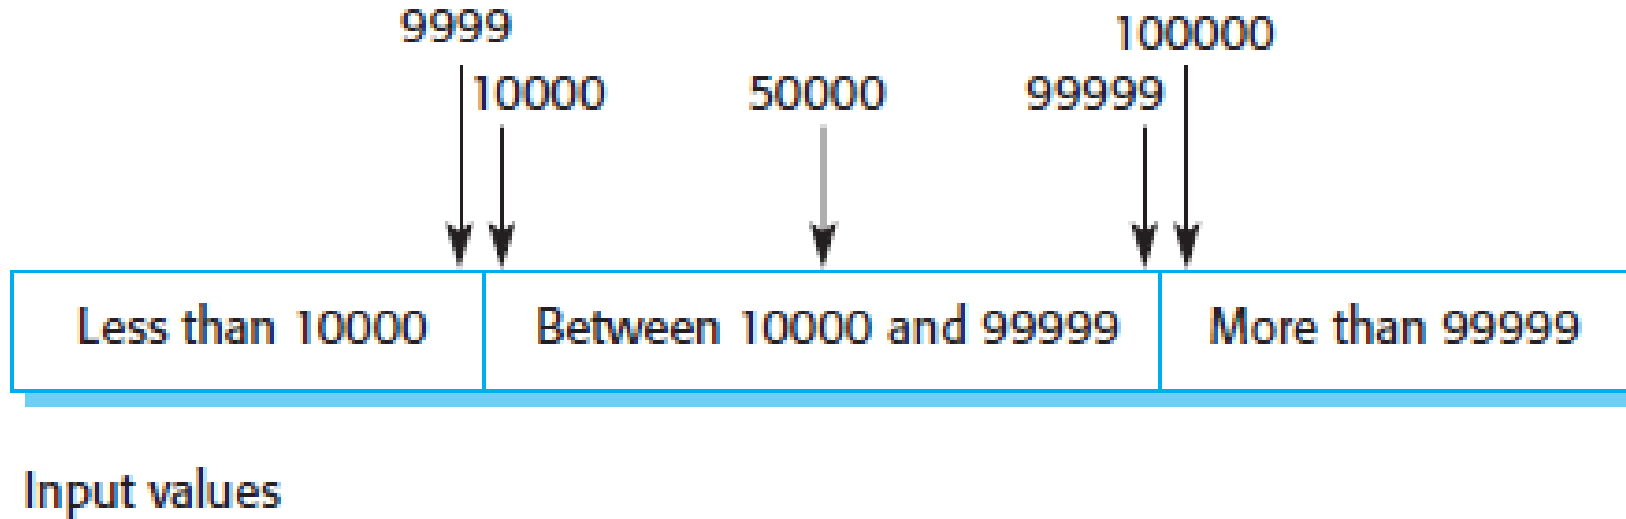 9999
100000
10000
50000
99999
Less than 10000
Between 10000 and 99999
More than 99999
Input values